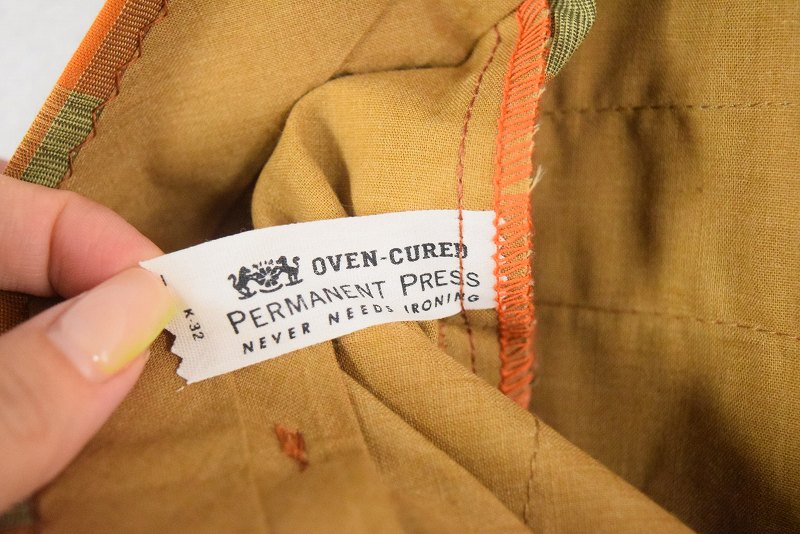 OVEN-CURED
PERMANENT PRESS
NEVER NEEDS IRONING
K-32